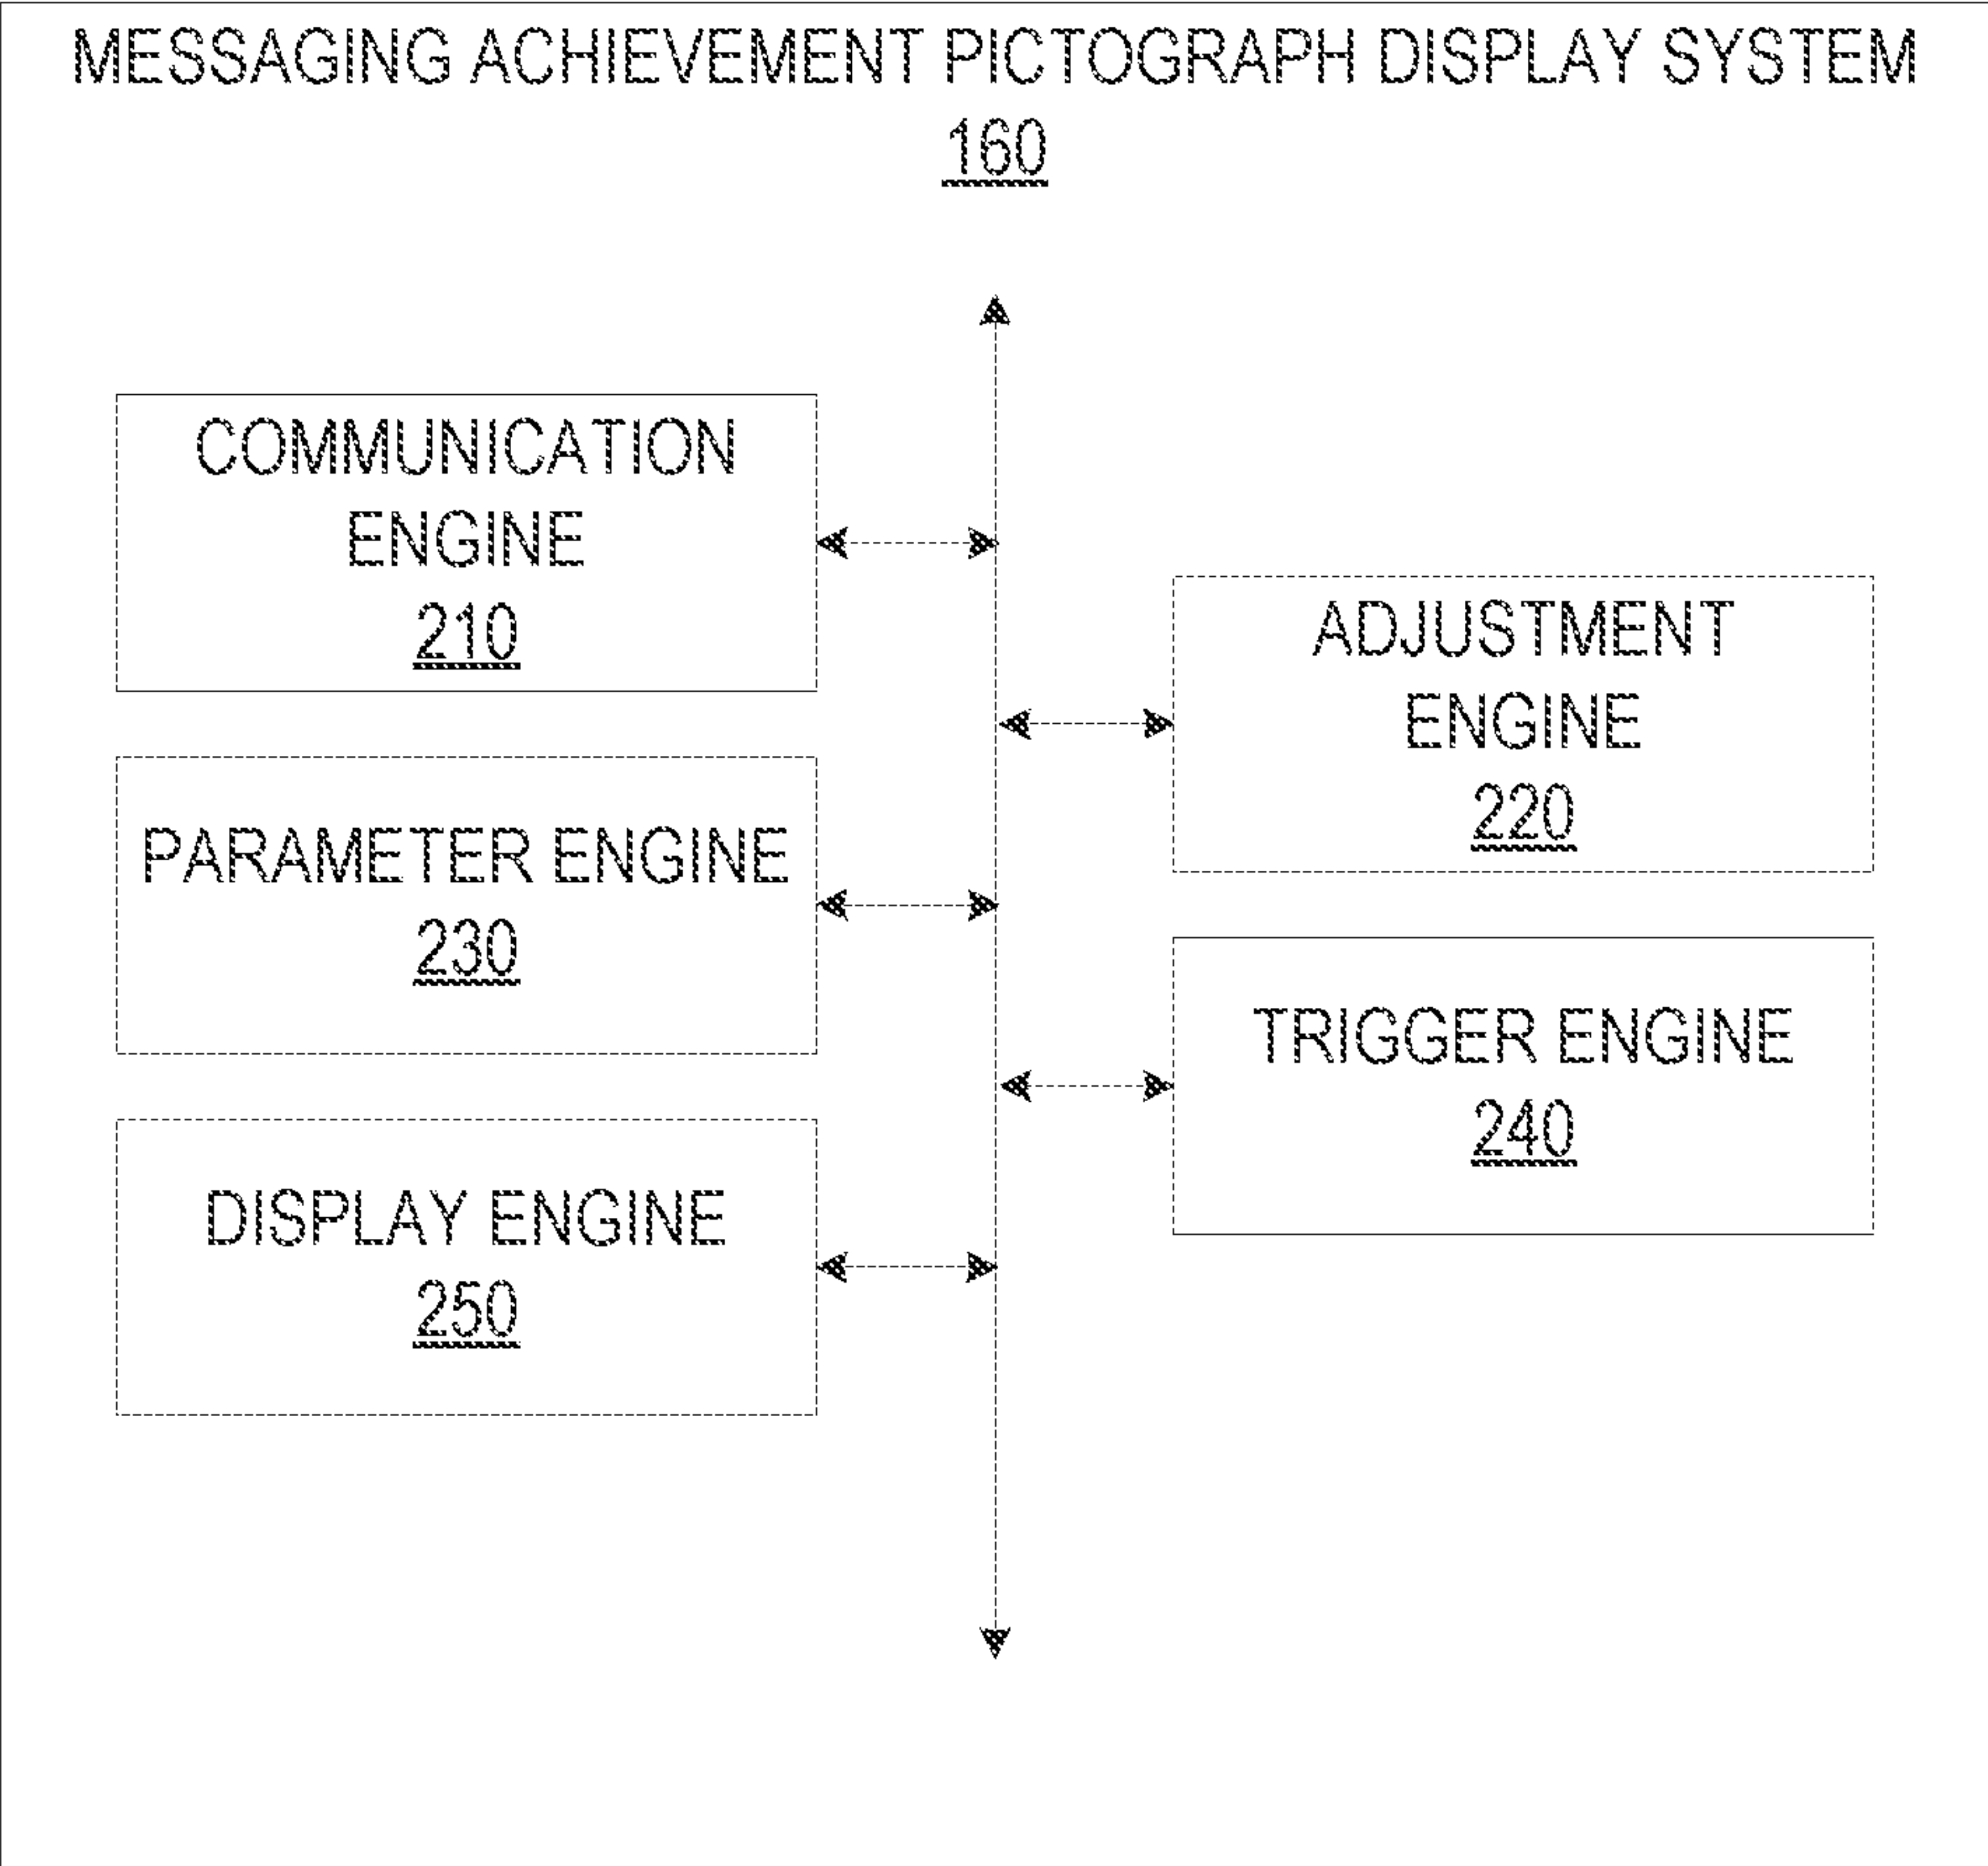 MESSAGING ACHIEVEMENT PICTOGRAPH DISPLAY SYSTEM
160
COMMUNICATION
ENGINE
210
ADJUSTMENT
ENGINE
220
PARAMETER ENGINE
230
TRIGGER ENGINE
240
DISPLAY ENGINE
250